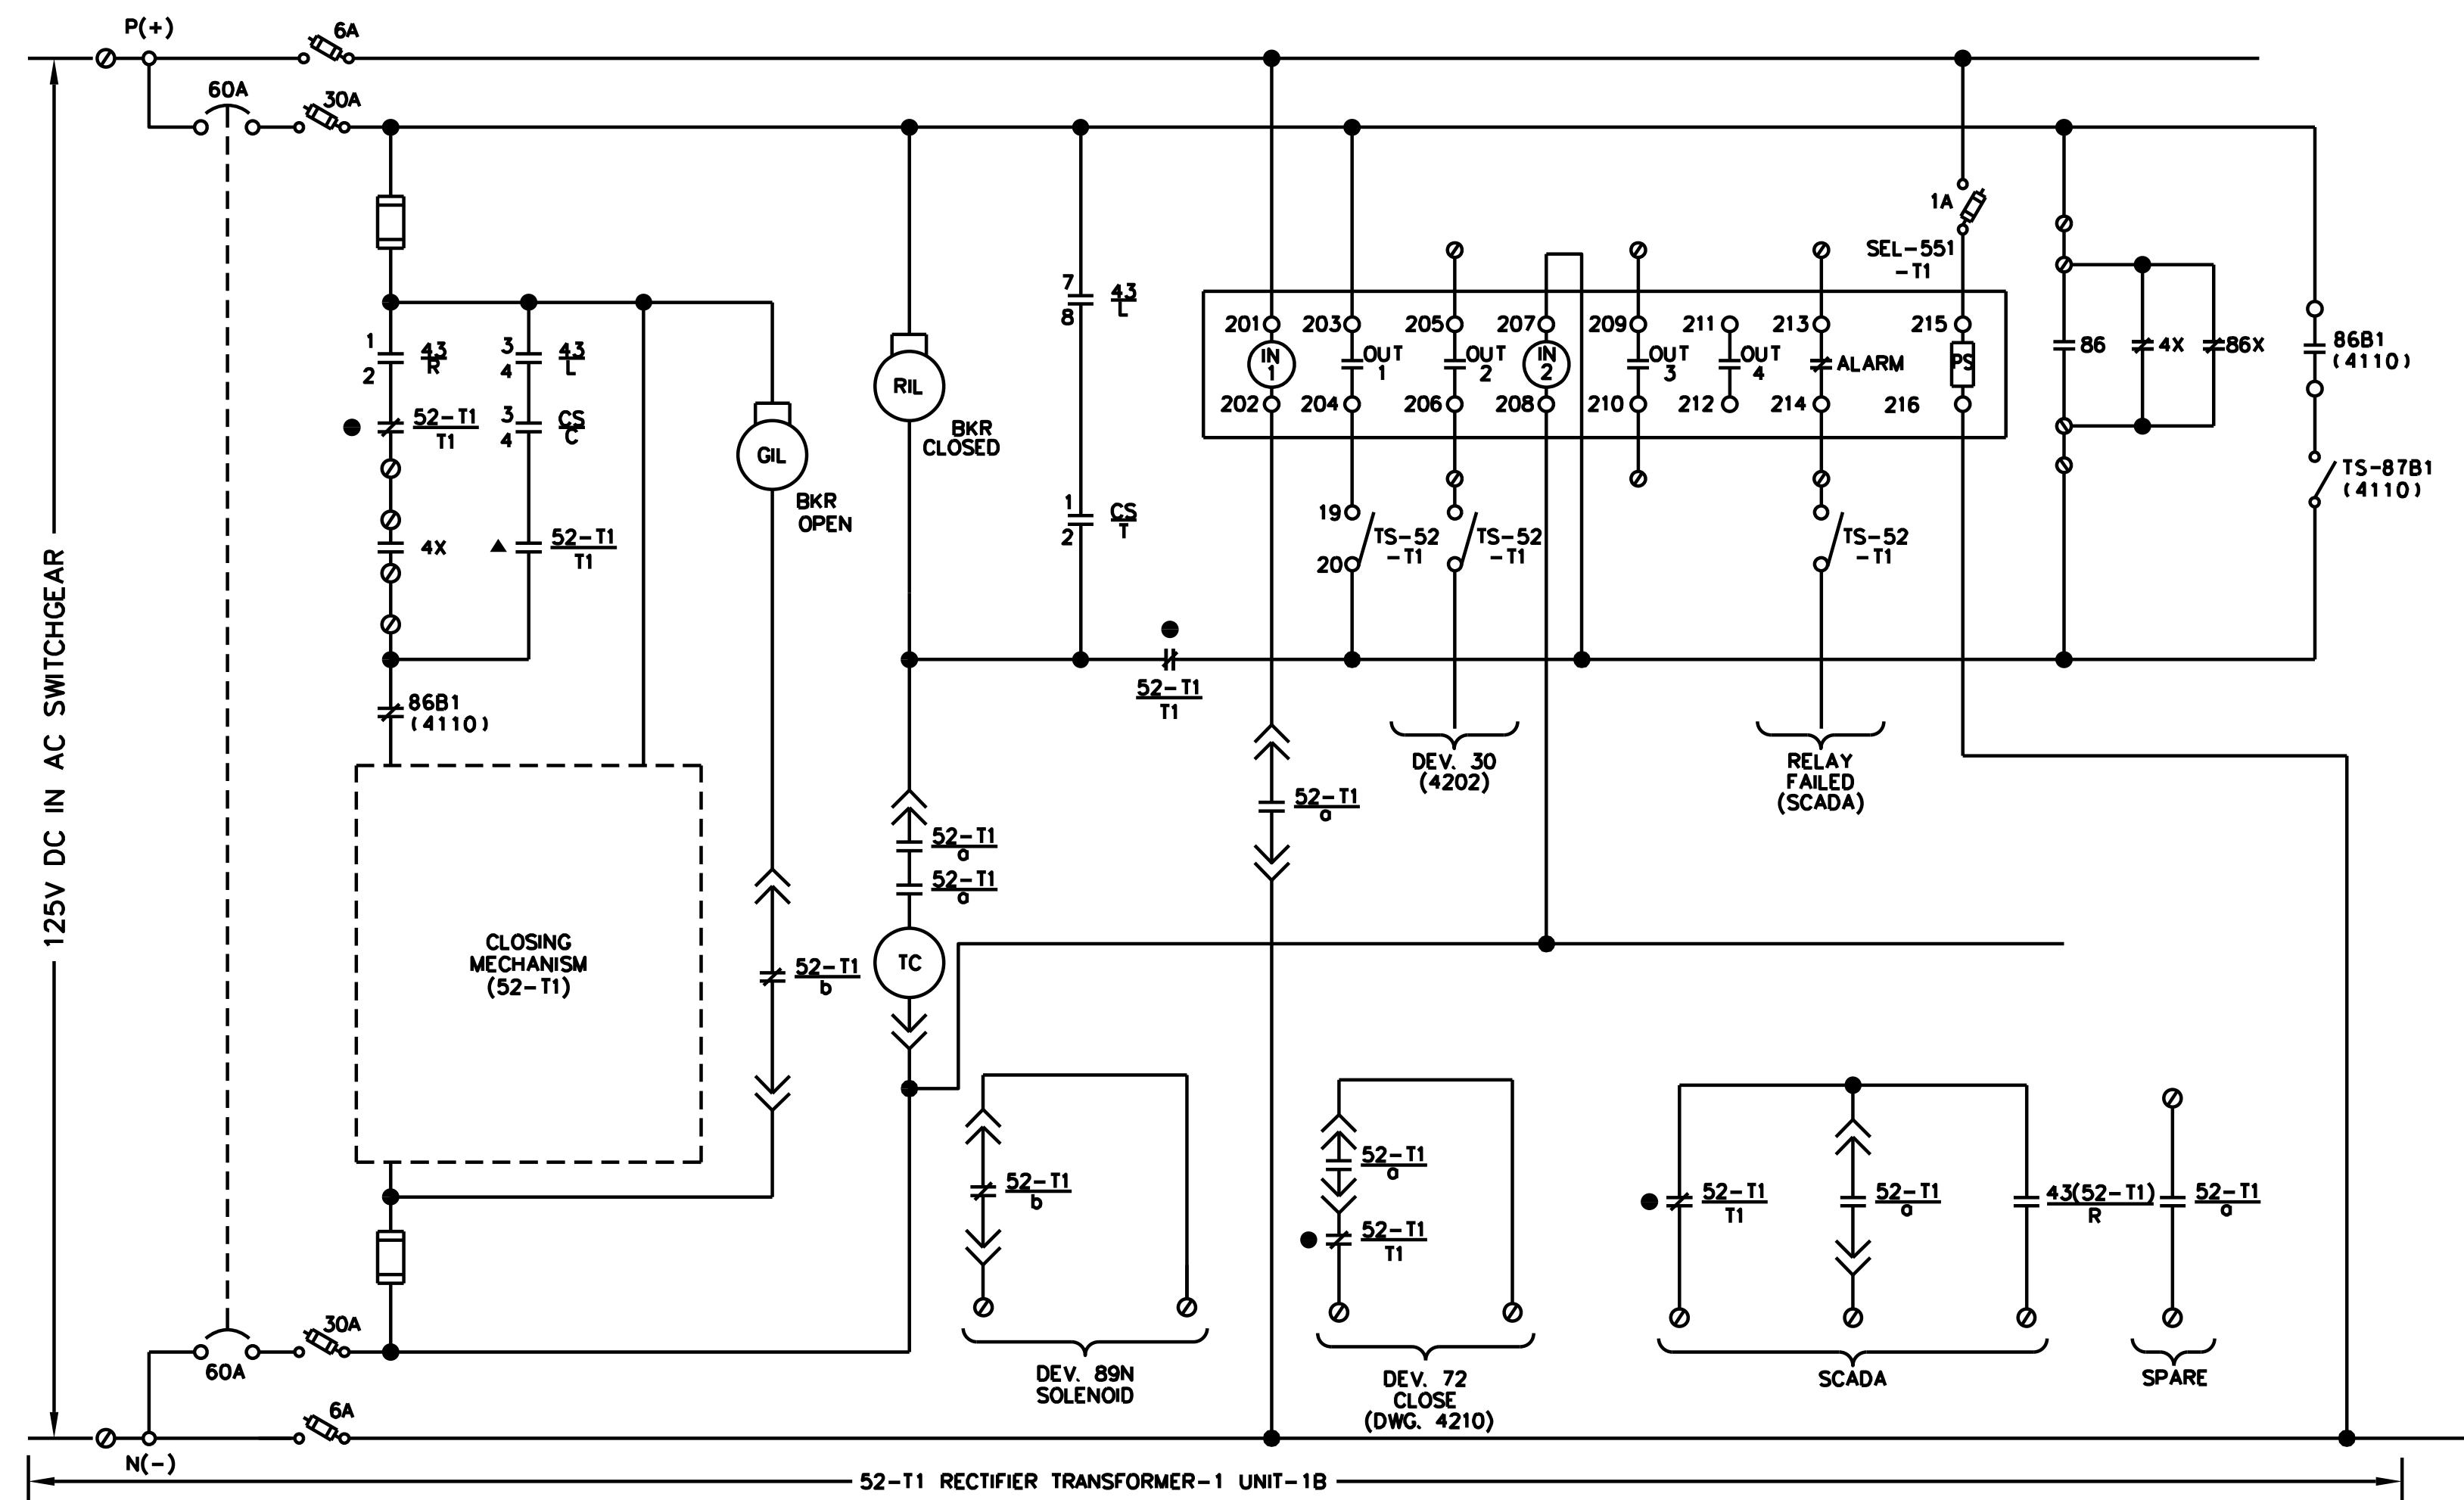 P(+)
6A
60A
30A
1A
SEL-551
-T1
7
8
43
L
201
203
205
207
209
211
213
215
1
2
43
R
3
4
43
L
IN
1
OUT
1
OUT
2
IN
2
OUT
3
OUT
4
ALARM
PS
86
4X
86X
86B1
(4110)
RIL
202
204
206
208
210
212
214
216
52-T1
T1
3
4
CS
C
BKR
CLOSED
GIL
BKR
OPEN
TS-87B1
(4110)
1
2
CS
T
19
20
TS-52
-T1
TS-52
-T1
TS-52
-T1
4X
52-T1
T1
125V DC IN AC SWITCHGEAR
86B1
(4110)
52-T1
T1
DEV. 30
(4202)
RELAY
FAILED
(SCADA)
52-T1
a
52-T1
a
52-T1
a
CLOSING
MECHANISM
(52-T1)
52-T1
b
TC
52-T1
b
52-T1
a
52-T1
T1
52-T1
T1
52-T1
a
43(52-T1)
R
52-T1
a
30A
60A
DEV. 89N
SOLENOID
DEV. 72
CLOSE
(DWG. 4210)
SCADA
SPARE
6A
N(-)
52-T1 RECTIFIER TRANSFORMER-1 UNIT-1B